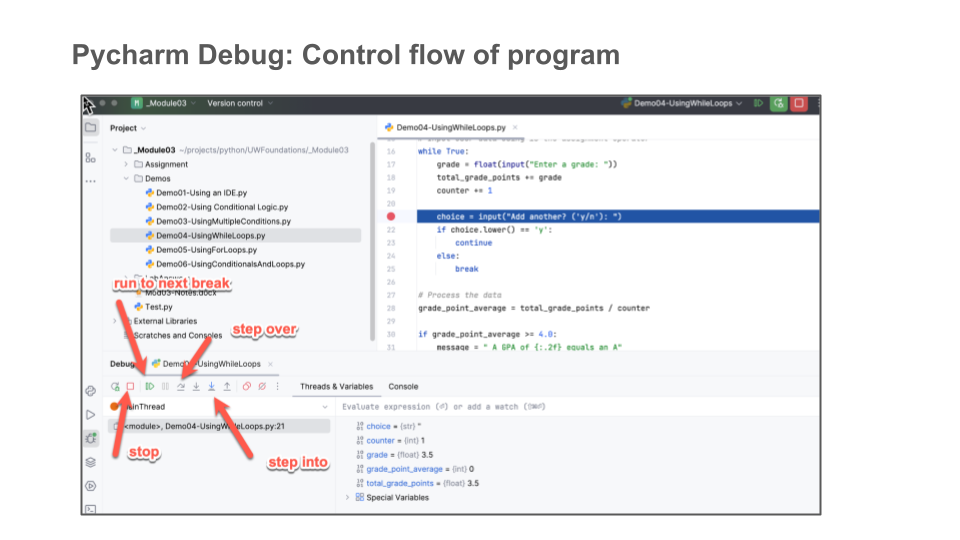 Pycharm Debug: Control flow of program
M _Module03 Version control Demo04-UsingWhileLoops
Project
Demo04-UsingWhileLoops.py
_Module03 ~/projects/python/UWFoundations/_Module03
Assignment
Demos
Demo01-Using an IDE.py
Demo02-Using Conditional Logic.py
Demo03-UsingMultipleConditions.py
Demo04-UsingWhileLoops.py
Demo05-UsingForLoops.py
Demo06-UsingConditionalsAndLoops.py
Mod03-Notes.docx
Test.py
External Libraries
Scratches and Consoles
16 while True:
17 grade = float(input("Enter a grade: "))
18 total_grade_points += grade
19 counter += 1
20
choice = input("Add another? ('y/n'): ")
22 if choice.lower() == 'y':
23 continue
24 else:
25 break
26
27 # Process the data
28 grade_point_average = total_grade_points / counter
29
30 if grade_point_average >= 4.0:
31 message = " A GPA of {:.2f} equals an A"
run to next break
step over
Debug Demo04-UsingWhileLoops
Threads & Variables Console
MainThread
Evaluate expression (⏎) or add a watch
<module>, Demo04-UsingWhileLoops.py:21
stop
step into
choice = {str} ''
counter = {int} 1
grade = {float} 3.5
grade_point_average = {int} 0
total_grade_points = {float} 3.5
Special Variables